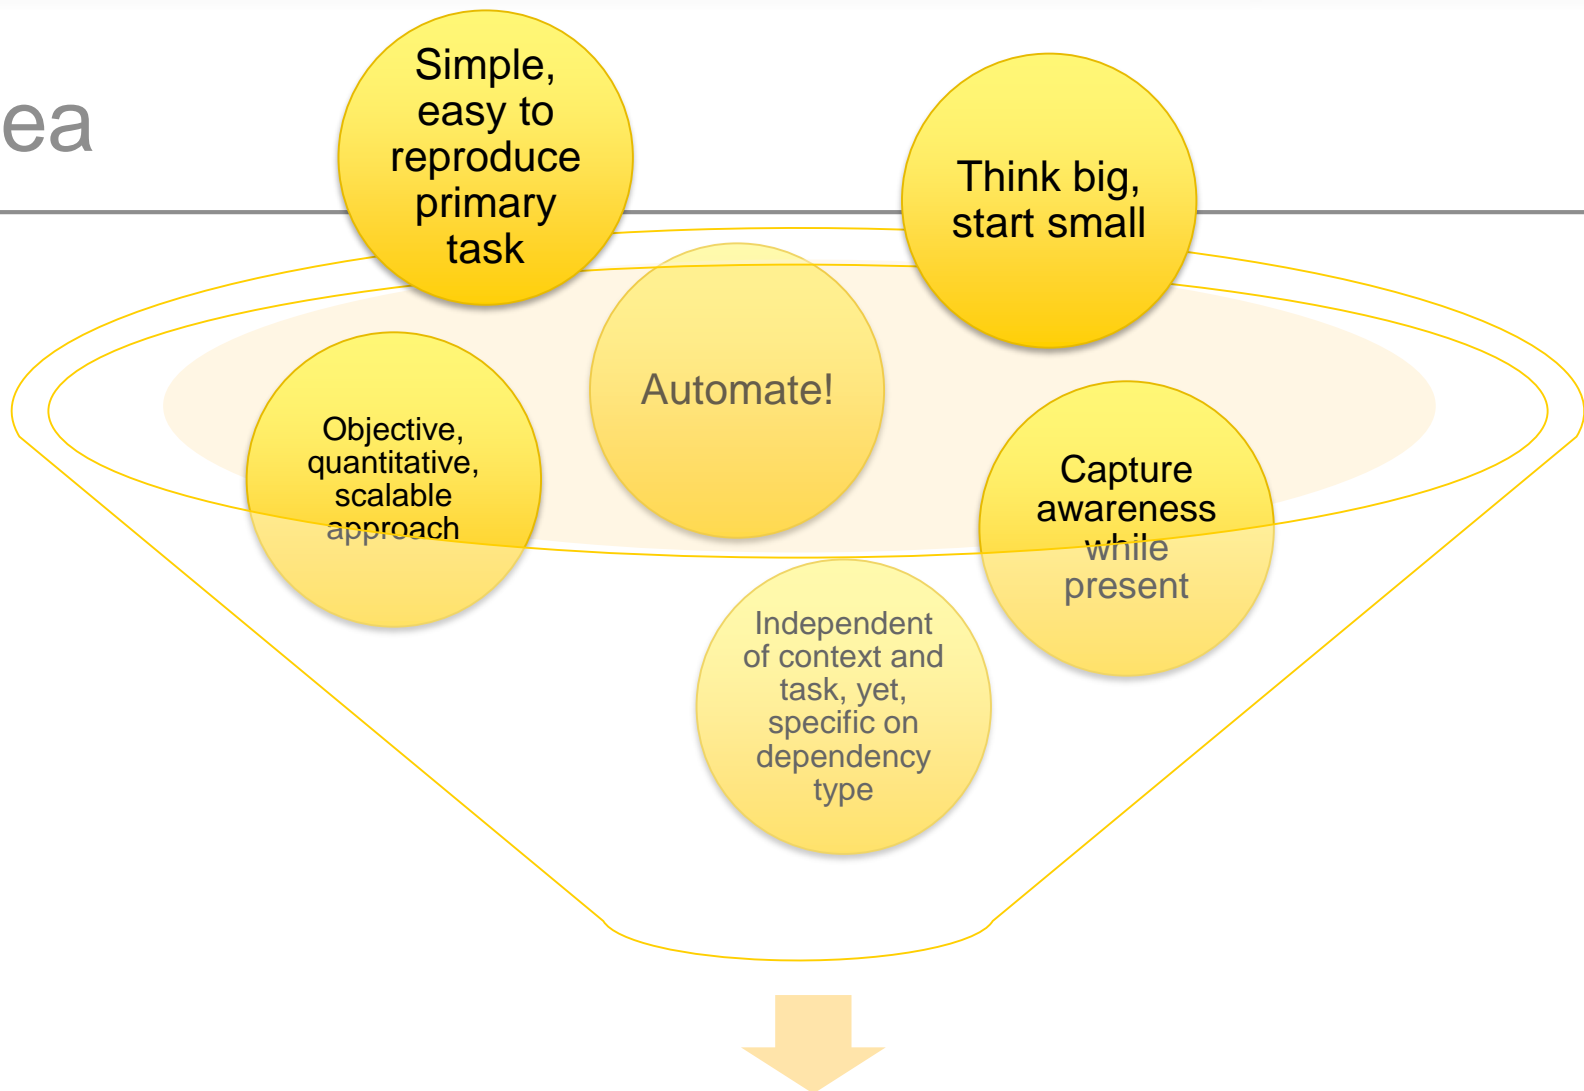 ea
Simple,
easy to
reproduce
primary
task
Think big,
start small
Automate!
Objective,
quantitative,
scalable
approach
Capture
awareness
while
present
Independent
of context and
task, yet,
specific on
dependency
type